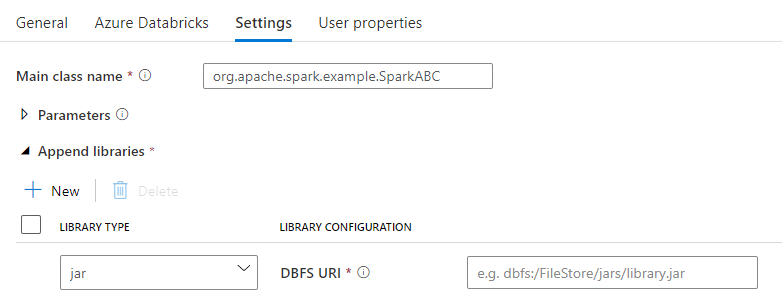 General Azure Databricks Settings User properties
Main class name * org.apache.spark.example.SparkABC
Parameters
Append libraries *
New Delete
LIBRARY TYPE LIBRARY CONFIGURATION
jar DBFS URI * e.g. dbfs:/FileStore/jars/library.jar